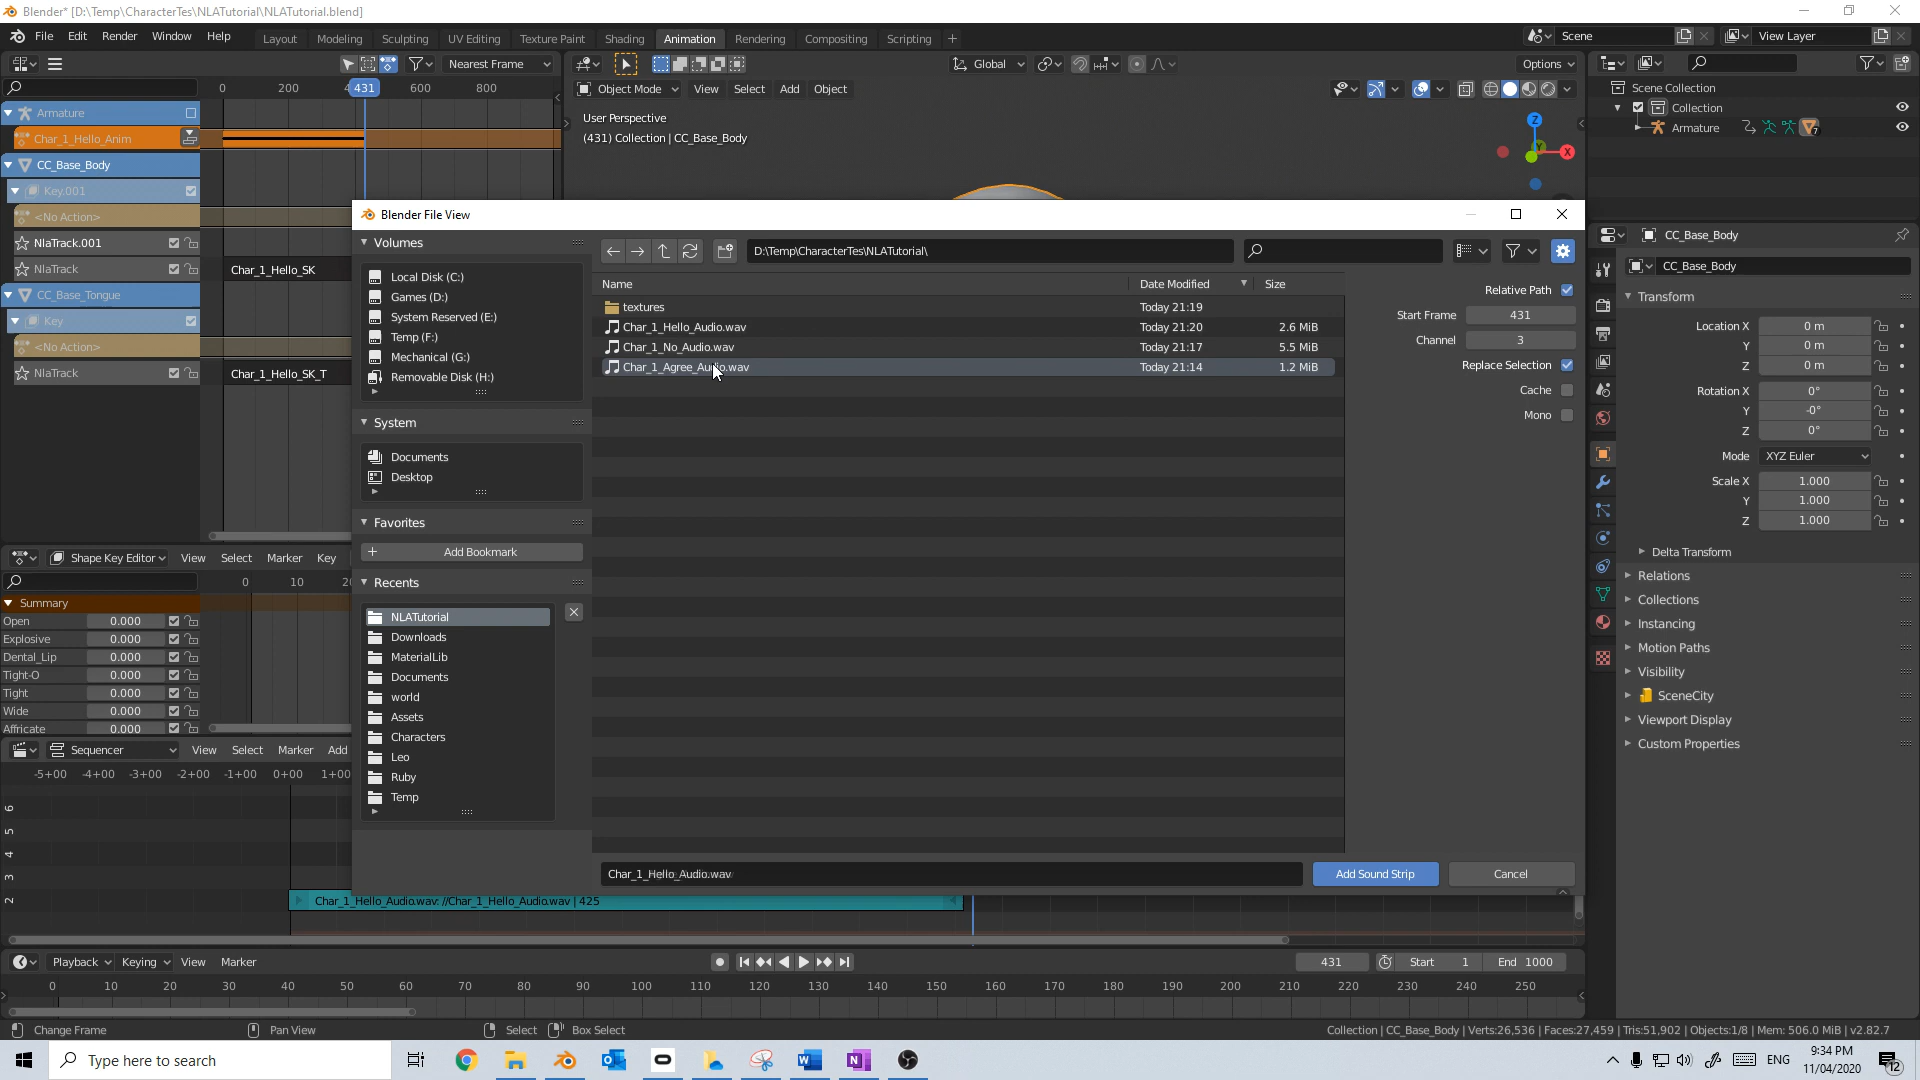 Blender* [D:\Temp\CharacterTes\NLATutorial\NLATutorial.blend]
File Edit Render Window Help Layout Modeling Sculpting UV Editing Texture Paint Shading Animation Rendering Compositing Scripting + Scene View Layer
Nearest Frame Global Options
0 200 431 600 800 Object Mode View Select Add Object
Armature
Char_1_Hello_Anim
CC_Base_Body
Key.001
<No Action>
NlaTrack.001
NlaTrack
Char_1_Hello_SK
CC_Base_Tongue
Key
<No Action>
NlaTrack
Char_1_Hello_SK_T
User Perspective
(431) Collection | CC_Base_Body
Z
Y
X
Scene Collection
Collection
Armature
7
Blender File View
Volumes
Local Disk (C:)
Games (D:)
System Reserved (E:)
Temp (F:)
Mechanical (G:)
Removable Disk (H:)
System
Documents
Desktop
Favorites
Add Bookmark
Recents
NLATutorial
Downloads
MaterialLib
Documents
world
Assets
Characters
Leo
Ruby
Temp
D:\Temp\CharacterTes\NLATutorial\
Name Date Modified Size
textures Today 21:19
Char_1_Hello_Audio.wav Today 21:20 2.6 MiB
Char_1_No_Audio.wav Today 21:17 5.5 MiB
Char_1_Agree_Audio.wav Today 21:14 1.2 MiB
Relative Path
Start Frame 431
Channel 3
Replace Selection
Cache
Mono
Char_1_Hello_Audio.wav
Add Sound Strip Cancel
CC_Base_Body
CC_Base_Body
Transform
Location X 0 m
Y 0 m
Z 0 m
Rotation X 0°
Y -0°
Z 0°
Mode XYZ Euler
Scale X 1.000
Y 1.000
Z 1.000
Delta Transform
Relations
Collections
Instancing
Motion Paths
Visibility
SceneCity
Viewport Display
Custom Properties
Shape Key Editor View Select Marker Key
0 10
Summary
Open 0.000
Explosive 0.000
Dental_Lip 0.000
Tight-O 0.000
Tight 0.000
Wide 0.000
Affricate 0.000
Sequencer View Select Marker Add
-5+00 -4+00 -3+00 -2+00 -1+00 0+00 1+00
6
5
4
3
2
Char_1_Hello_Audio.wav: //Char_1_Hello_Audio.wav | 425
Playback Keying View Marker 431 Start 1 End 1000
0 10 20 30 40 50 60 70 80 90 100 110 120 130 140 150 160 170 180 190 200 210 220 230 240 250
Change Frame Pan View Select Box Select Collection | CC_Base_Body | Verts:26,536 | Faces:27,459 | Tris:51,902 | Objects:1/8 | Mem: 506.0 MiB | v2.82.7
Type here to search
ENG
9:34 PM
11/04/2020
12